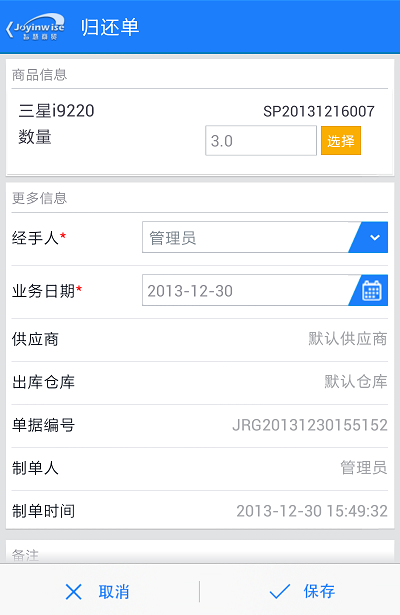 Joyinwise
智慧商贸
归还单
商品信息
三星i9220
SP20131216007
数量
3.0
选择
更多信息
经手人*
管理员
业务日期*
2013-12-30
供应商
默认供应商
出库仓库
默认仓库
单据编号
JRG20131230155152
制单人
管理员
制单时间
2013-12-30 15:49:32
备注
取消
保存